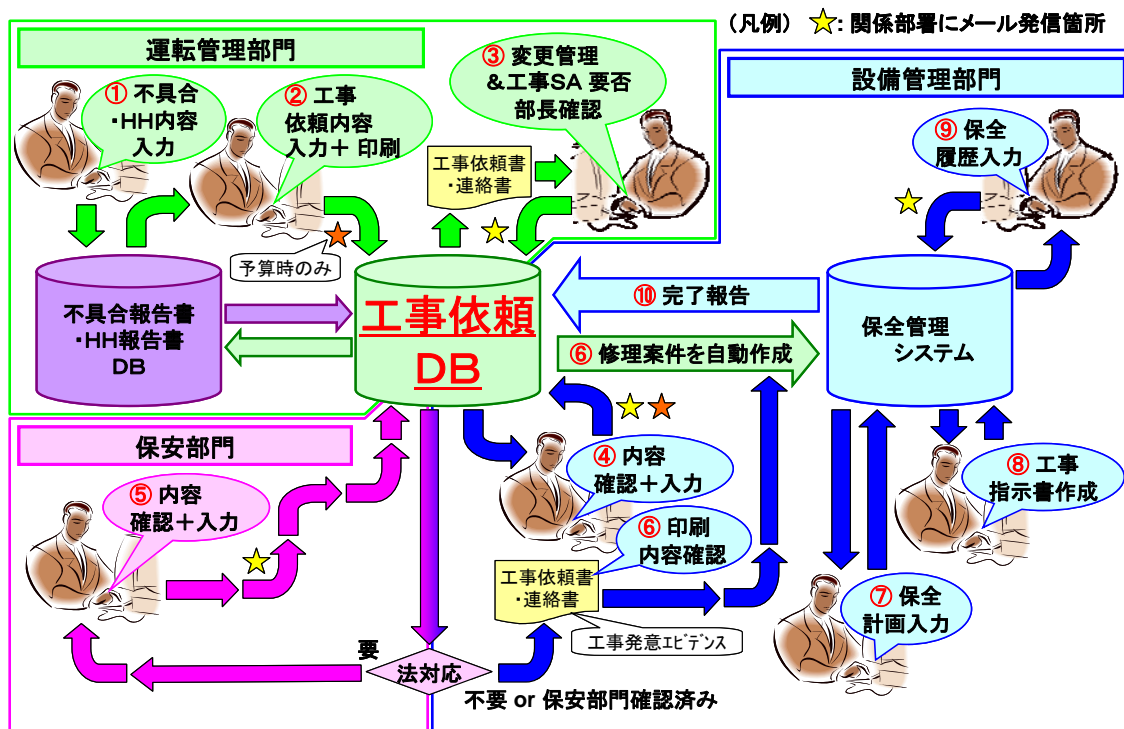 （凡例） ☆：関係部署にメール発信箇所
運転管理部門
① 不具合
・HH内容
入力
② 工事
依頼内容
入力＋ 印刷
③ 変更管理
＆工事SA 要否
部長確認
工事依頼書
・連絡書
予算時のみ
設備管理部門
⑨ 保全
履歴入力
不具合報告書
・HH報告書
DB
工事依頼
DB
⑩ 完了報告
⑥ 修理案件を自動作成
保全管理
システム
保安部門
⑤ 内容
確認＋入力
④ 内容
確認＋入力
⑥ 印刷
内容確認
⑧ 工事
指示書作成
工事依頼書
・連絡書
工事発意ｴﾋﾞﾃﾞﾝｽ
⑦ 保全
計画入力
要
法対応
不要 or 保安部門確認済み